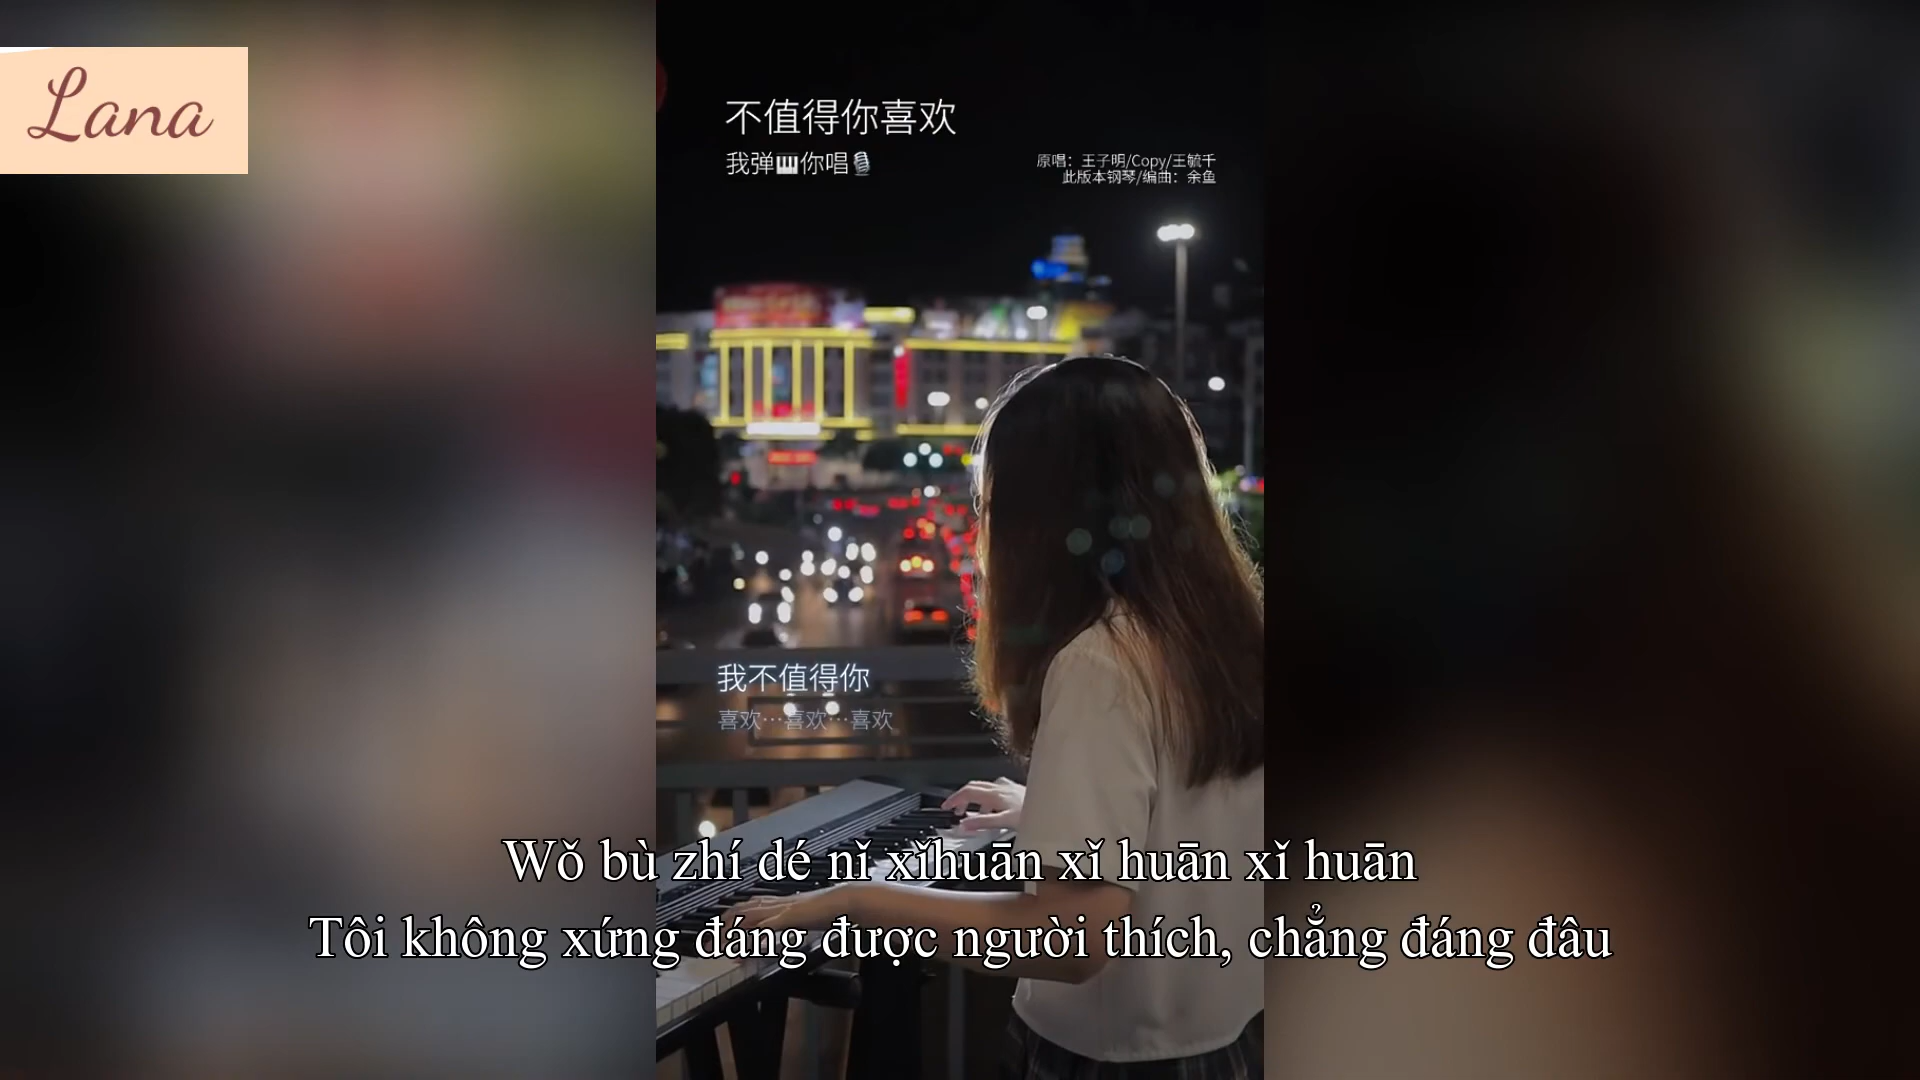 Lana
不值得你喜欢
我弹🎹你唱🎙
原唱：王子明/Copy/王毓千
此版本钢琴/编曲：余鱼
我不值得你
喜欢…喜欢…喜欢
Wǒ bù zhí dé nǐ xǐhuān xǐ huān xǐ huān
Tôi không xứng đáng được người thích, chẳng đáng đâu